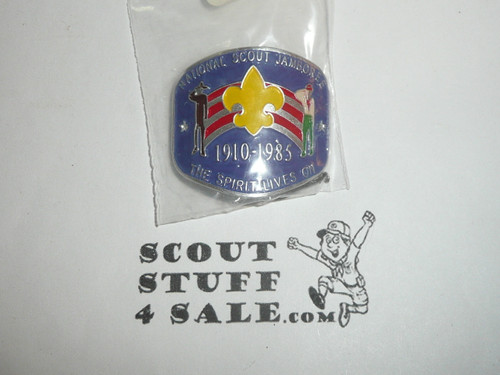 NATIONAL SCOUT JAMBOREE
1910-1985
THE SPIRIT LIVES ON
SCOUT
STUFF
4 SALE.COM